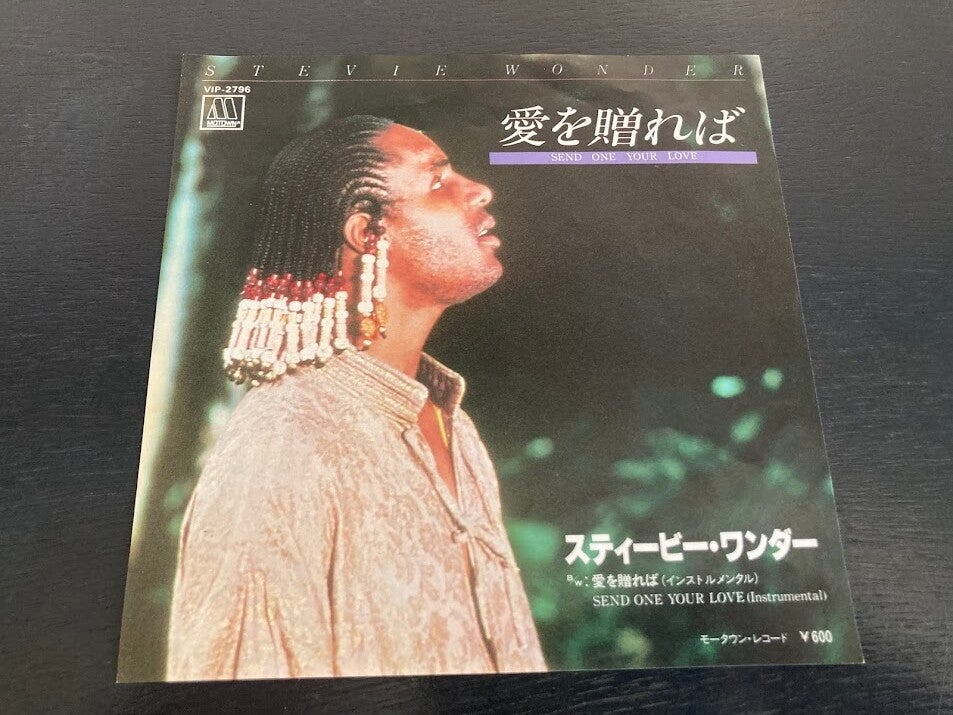 STEVIE WONDER
VIP-2796
MOTOWN
愛を贈れば
SEND ONE YOUR LOVE
スティービー・ワンダー
B/W：愛を贈れば（インストルメンタル）
SEND ONE YOUR LOVE (Instrumental)
モータウン・レコード ￥600